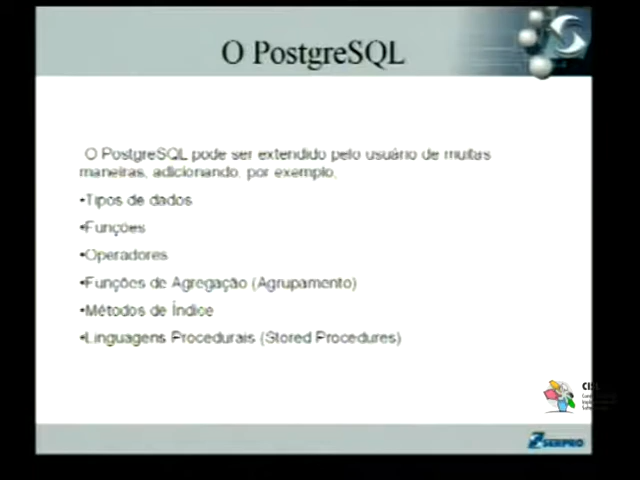 O PostgreSQL
O PostgreSQL pode ser extendido pelo usuário de muitas
maneiras, adicionando, por exemplo,
•Tipos de dados
•Funções
•Operadores
•Funções de Agregação (Agrupamento)
•Métodos de Índice
•Linguagens Procedurais (Stored Procedures)
CISL
SERPRO